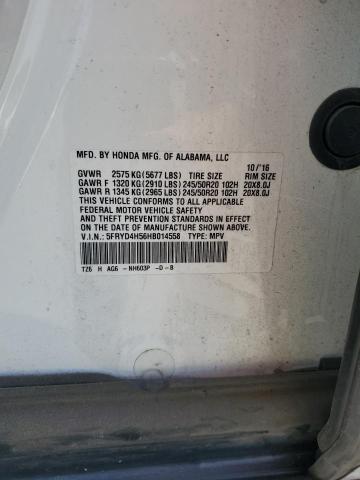 MFD. BY HONDA MFG. OF ALABAMA, LLC 10/'16
GVWR 2575 KG (5677 LBS) TIRE SIZE RIM SIZE
GAWR F 1320 KG (2910 LBS) 245/50R20 102H 20X8.0J
GAWR R 1345 KG (2965 LBS) 245/50R20 102H 20X8.0J
THIS VEHICLE CONFORMS TO ALL APPLICABLE
FEDERAL MOTOR VEHICLE SAFETY
AND THEFT PREVENTION STANDARDS IN EFFECT
ON THE DATE OF MANUFACTURE SHOWN ABOVE.
V.I.N.: 5FRYD4H56HB014558 TYPE: MPV
TZ6 H AG6 -NH603P -D-B